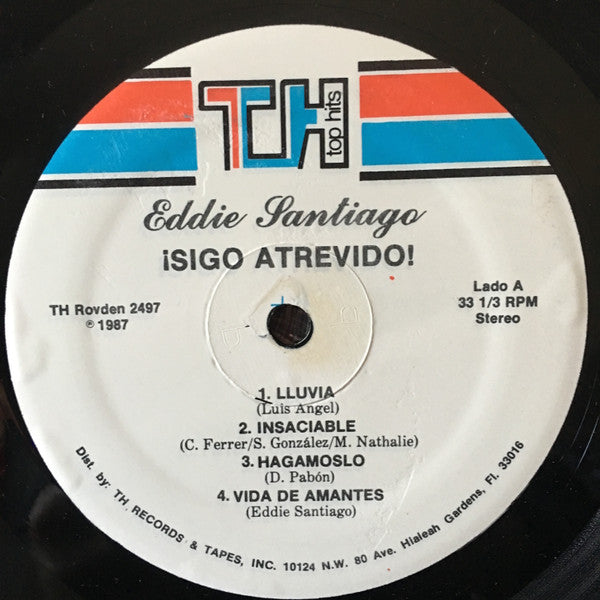 TH
top hits
Eddie Santiago
¡SIGO ATREVIDO!
TH Rovden 2497
℗ 1987
Lado A
33 1/3 RPM
Stereo
1. LLUVIA
(Luis Angel)
2. INSACIABLE
(C. Ferrer/S. González/M. Nathalie)
3. HAGAMOSLO
(D. Pabón)
4. VIDA DE AMANTES
(Eddie Santiago)
Dist. by: TH RECORDS & TAPES, INC. 10124 N.W. 80 Ave. Hialeah Gardens, Fl. 33016